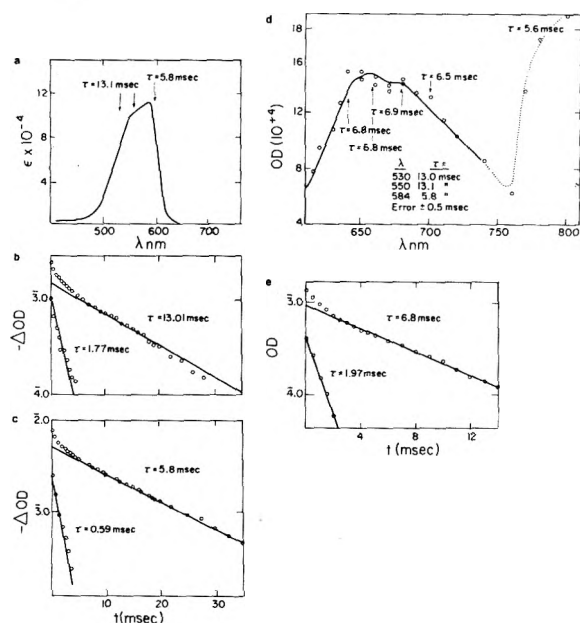 a
τ = 13.1 msec
τ = 5.8 msec
ε × 10⁻⁴
12
8
4
500
600
700
λ nm
b
3.0
4.0
-ΔOD
τ = 13.01 msec
τ = 1.77 msec
c
2.0
3.0
-ΔOD
τ = 5.8 msec
τ = 0.59 msec
0
10
20
30
t (msec)
d
OD (10⁺⁴)
18
14
10
8
4
τ = 5.6 msec
τ = 6.5 msec
τ = 6.9 msec
τ = 6.8 msec
τ = 6.8 msec
λ τ =
530 13.0 msec
550 13.1 "
584 5.8 "
Error ± 0.5 msec
650
700
750
800
λ nm
e
3.0
4.0
OD
τ = 6.8 msec
τ = 1.97 msec
4
8
12
t (msec)